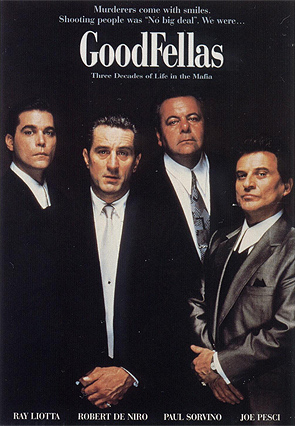 Murderers come with smiles.
Shooting people was "No big deal". We were...
GoodFellas
Three Decades of Life in the Mafia
RAY LIOTTA ROBERT DE NIRO PAUL SORVINO JOE PESCI